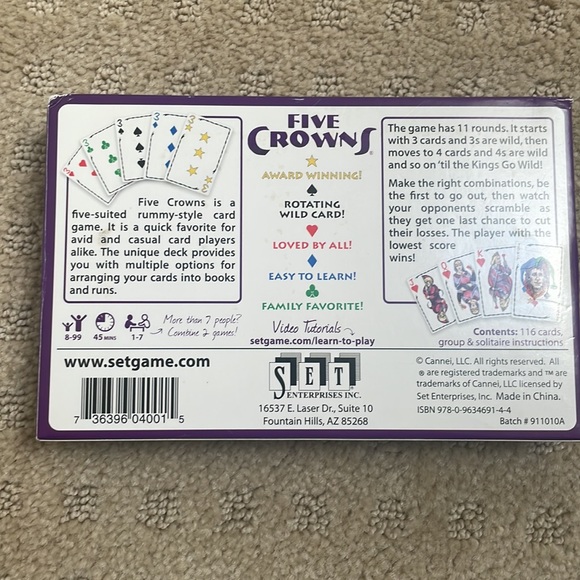 3 3 3 3 3
3
Five Crowns is a
five-suited rummy-style card
game. It is a quick favorite for
avid and casual card players
alike. The unique deck provides
you with multiple options for
arranging your cards into books
and runs.
8-99
45 MINS
1-7
More than 7 people?
Combine 2 games!
FIVE
CROWNS®
AWARD WINNING!
ROTATING
WILD CARD!
LOVED BY ALL!
EASY TO LEARN!
FAMILY FAVORITE!
Video Tutorials
setgame.com/learn-to-play
The game has 11 rounds. It starts
with 3 cards and 3s are wild, then
moves to 4 cards and 4s are wild
and so on 'til the Kings Go Wild!
Make the right combinations, be
the first to go out, then watch
your opponents scramble as
they get one last chance to cut
their losses. The player with the
lowest score
wins!
J Q K
Contents: 116 cards,
group & solitaire instructions
www.setgame.com
7 36396 04001 5
SET
ENTERPRISES INC.
16537 E. Laser Dr., Suite 10
Fountain Hills, AZ 85268
© Cannei, LLC. All rights reserved. All
® are registered trademarks and ™ are
trademarks of Cannei, LLC licensed by
Set Enterprises, Inc. Made in China.
ISBN 978-0-9634691-4-4
Batch # 911010A